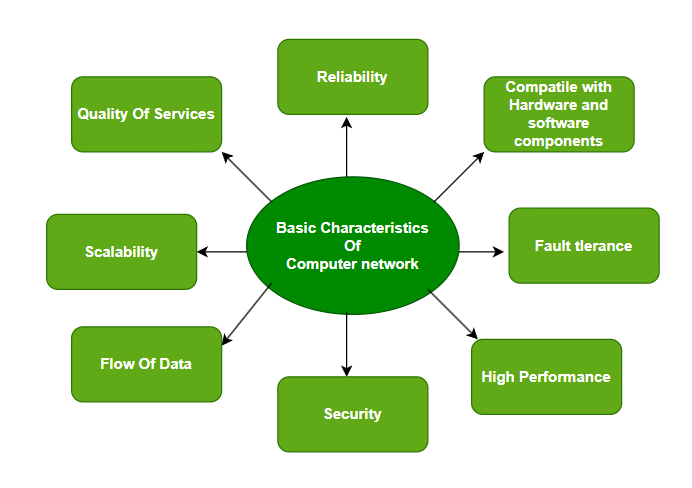 Reliability
Compatile with
Hardware and
software
components
Quality Of Services
Basic Characteristics
Of
Computer network
Scalability
Fault tlerance
Flow Of Data
High Performance
Security